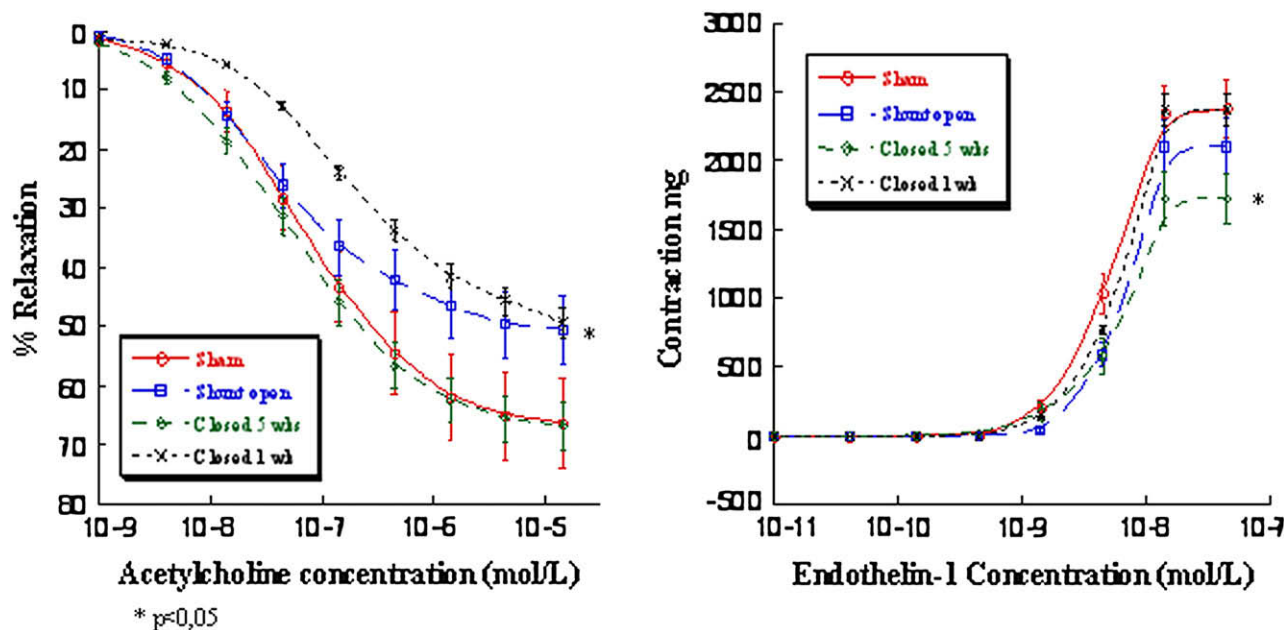 0
10
20
30
40
50
60
70
80
% Relaxation
Sham
Shunt open
Closed 5 wks
Closed 1 wk
*
10-9 10-8 10-7 10-6 10-5
Acetylcholine concentration (mol/L)
* p<0,05
3000
2500
2000
1500
1000
500
0
-500
Contraction mg
Sham
Shunt open
Closed 5 wks
Closed 1 wk
*
10-11 10-10 10-9 10-8 10-7
Endothelin-1 Concentration (mol/L)